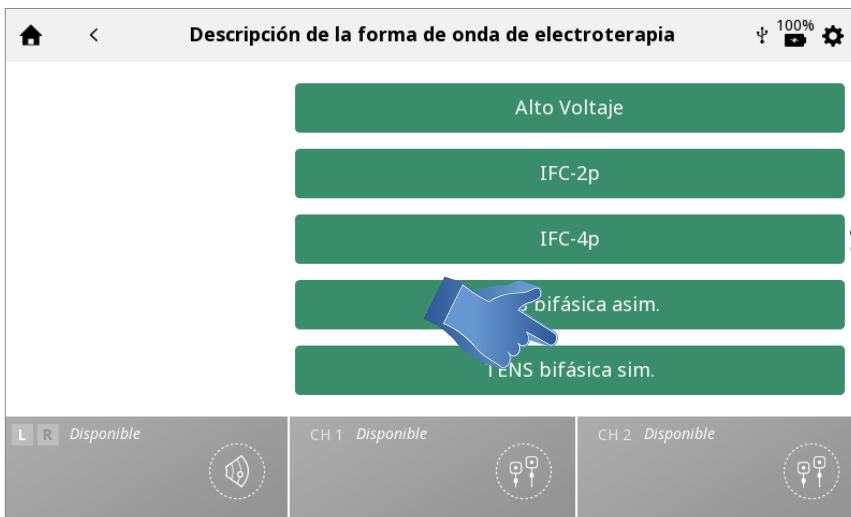 Descripción de la forma de onda de electroterapia
100%
Alto Voltaje
IFC-2p
IFC-4p
bifásica asim.
TENS bifásica sim.
L R Disponible
CH 1 Disponible
CH 2 Disponible